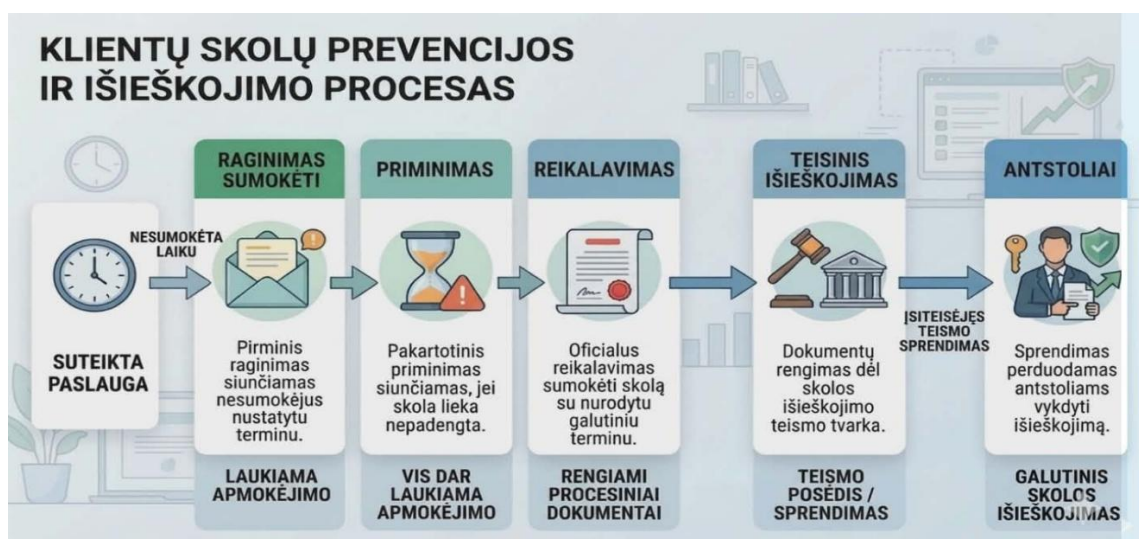 KLIENTŲ SKOLŲ PREVENCIJOS
IR IŠIEŠKOJIMO PROCESAS
SUTEIKTA
PASLAUGA
NESUMOKĖTA
LAIKU
RAGINIMAS
SUMOKĖTI
Pirminis
raginimas
siunčiamas
nesumokėjus
nustatytu
terminu.
LAUKIAMA
APMOKĖJIMO
PRIMINIMAS
Pakartotinis
priminimas
siunčiamas, jei
skola lieka
nepadengta.
VIS DAR
LAUKIAMA
APMOKĖJIMO
REIKALAVIMAS
Oficialus
reikalavimas
sumokėti skolą
su nurodytu
galutiniu
terminu.
RENGIAMI
PROCESINIAI
DOKUMENTAI
TEISINIS
IŠIEŠKOJIMAS
Dokumentų
rengimas dėl
skolos
išieškojimo
teismo tvarka.
TEISMO
POSĖDIS /
SPRENDIMAS
ĮSITEISĖJĘS
TEISMO
SPRENDIMAS
ANTSTOLIAI
Sprendimas
perduodamas
antstoliams
vykdyti
išieškojimą.
GALUTINIS
SKOLOS
IŠIEŠKOJIMAS